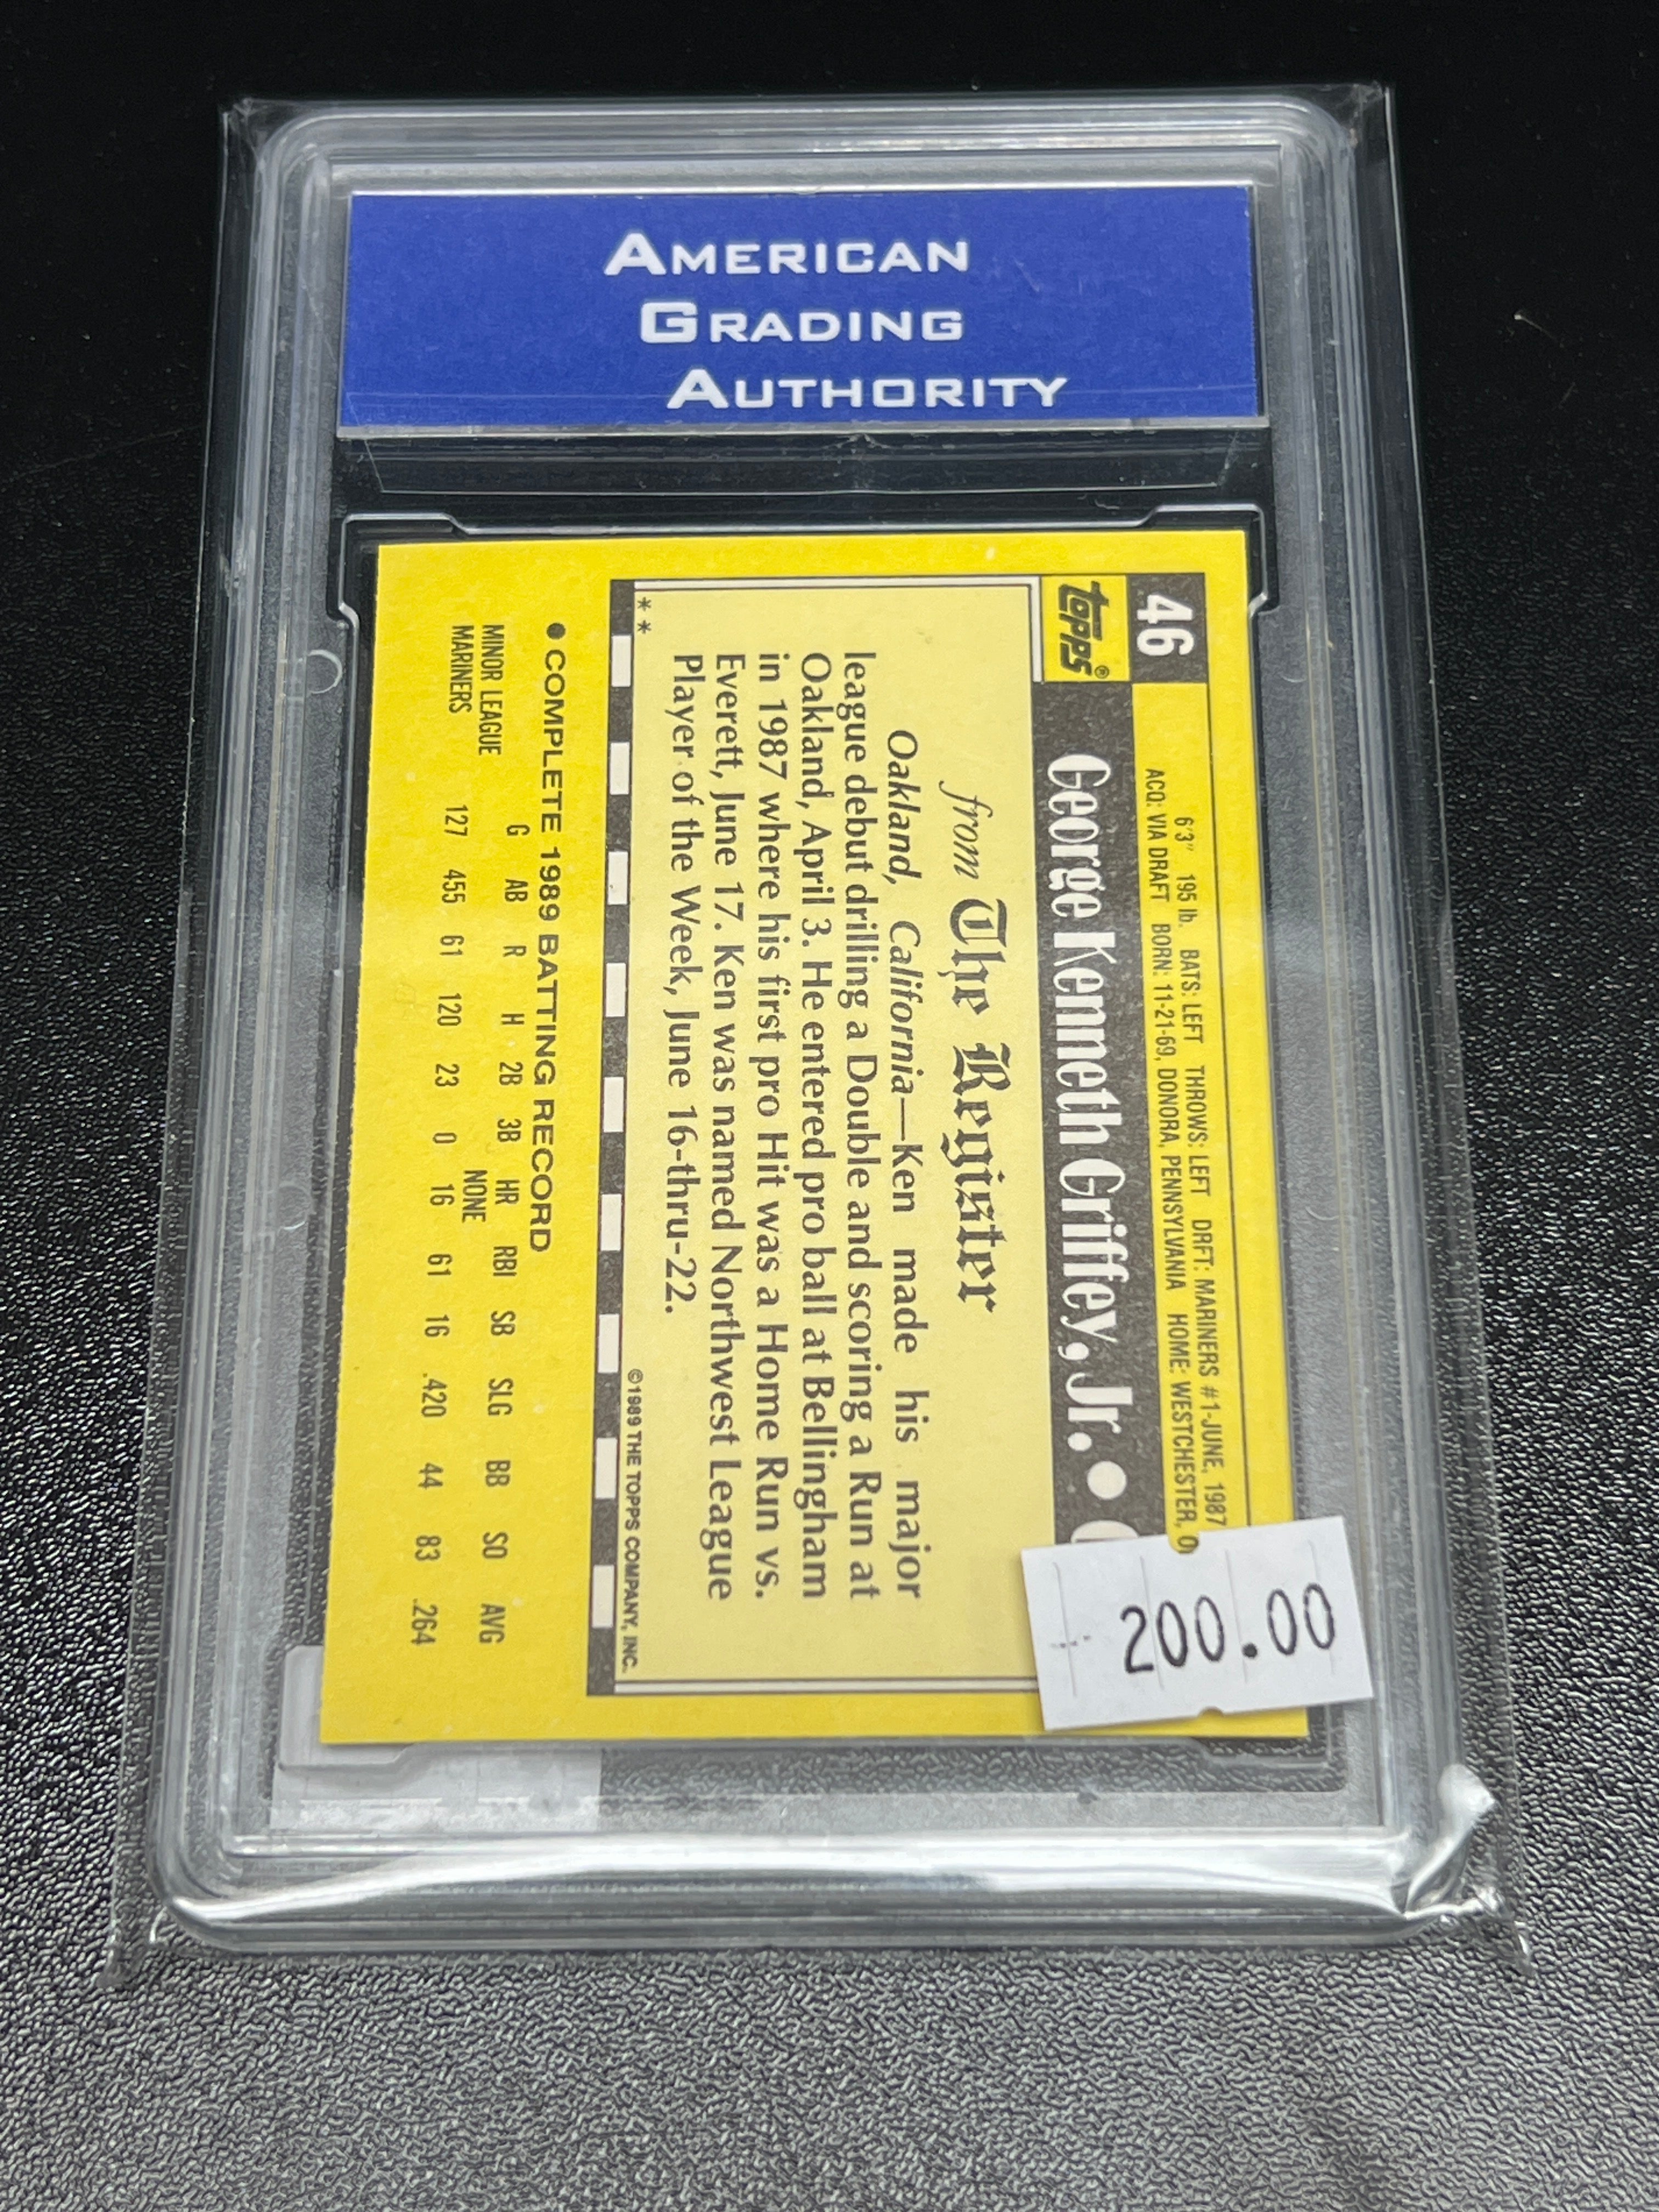 AMERICAN
GRADING
AUTHORITY
46
6'3" 195 lb. BATS: LEFT THROWS: LEFT DRFT: MARINERS #1-JUNE, 1987
ACQ: VIA DRAFT BORN: 11-21-69, DONORA, PENNSYLVANIA HOME: WESTCHESTER,
topps®
George Kenneth Griffey, Jr. •
from The Register
Oakland, California—Ken made his major
league debut drilling a Double and scoring a Run at
Oakland, April 3. He entered pro ball at Bellingham
in 1987 where his first pro Hit was a Home Run vs.
Everett, June 17. Ken was named Northwest League
Player of the Week, June 16-thru-22.
** ©1989 THE TOPPS COMPANY, INC.
• COMPLETE 1989 BATTING RECORD
G AB R H 2B 3B HR RBI SB SLG BB SO AVG
MINOR LEAGUE NONE
MARINERS 127 455 61 120 23 0 16 61 16 .420 44 83 .264
200.00